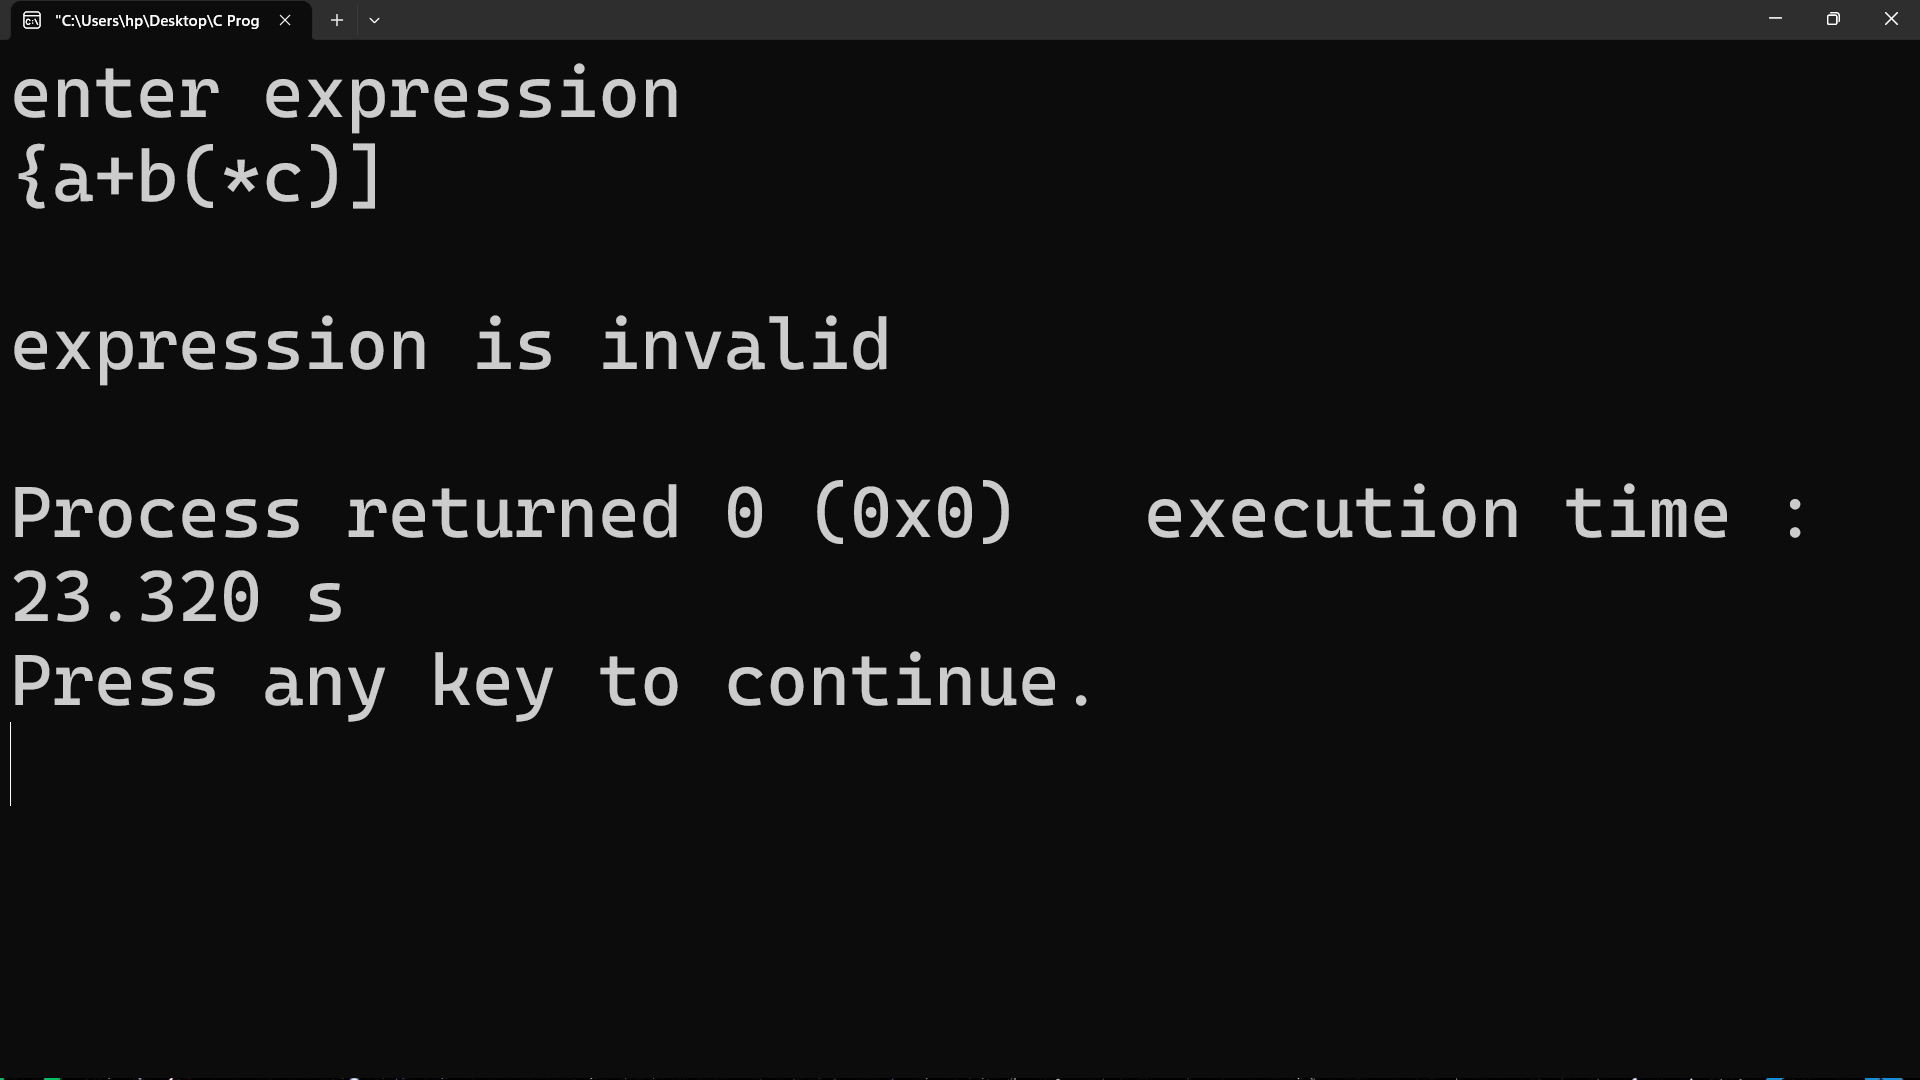 "C:\Users\hp\Desktop\C Prog
enter expression
{a+b(*c)]
expression is invalid
Process returned 0 (0x0)   execution time :
23.320 s
Press any key to continue.